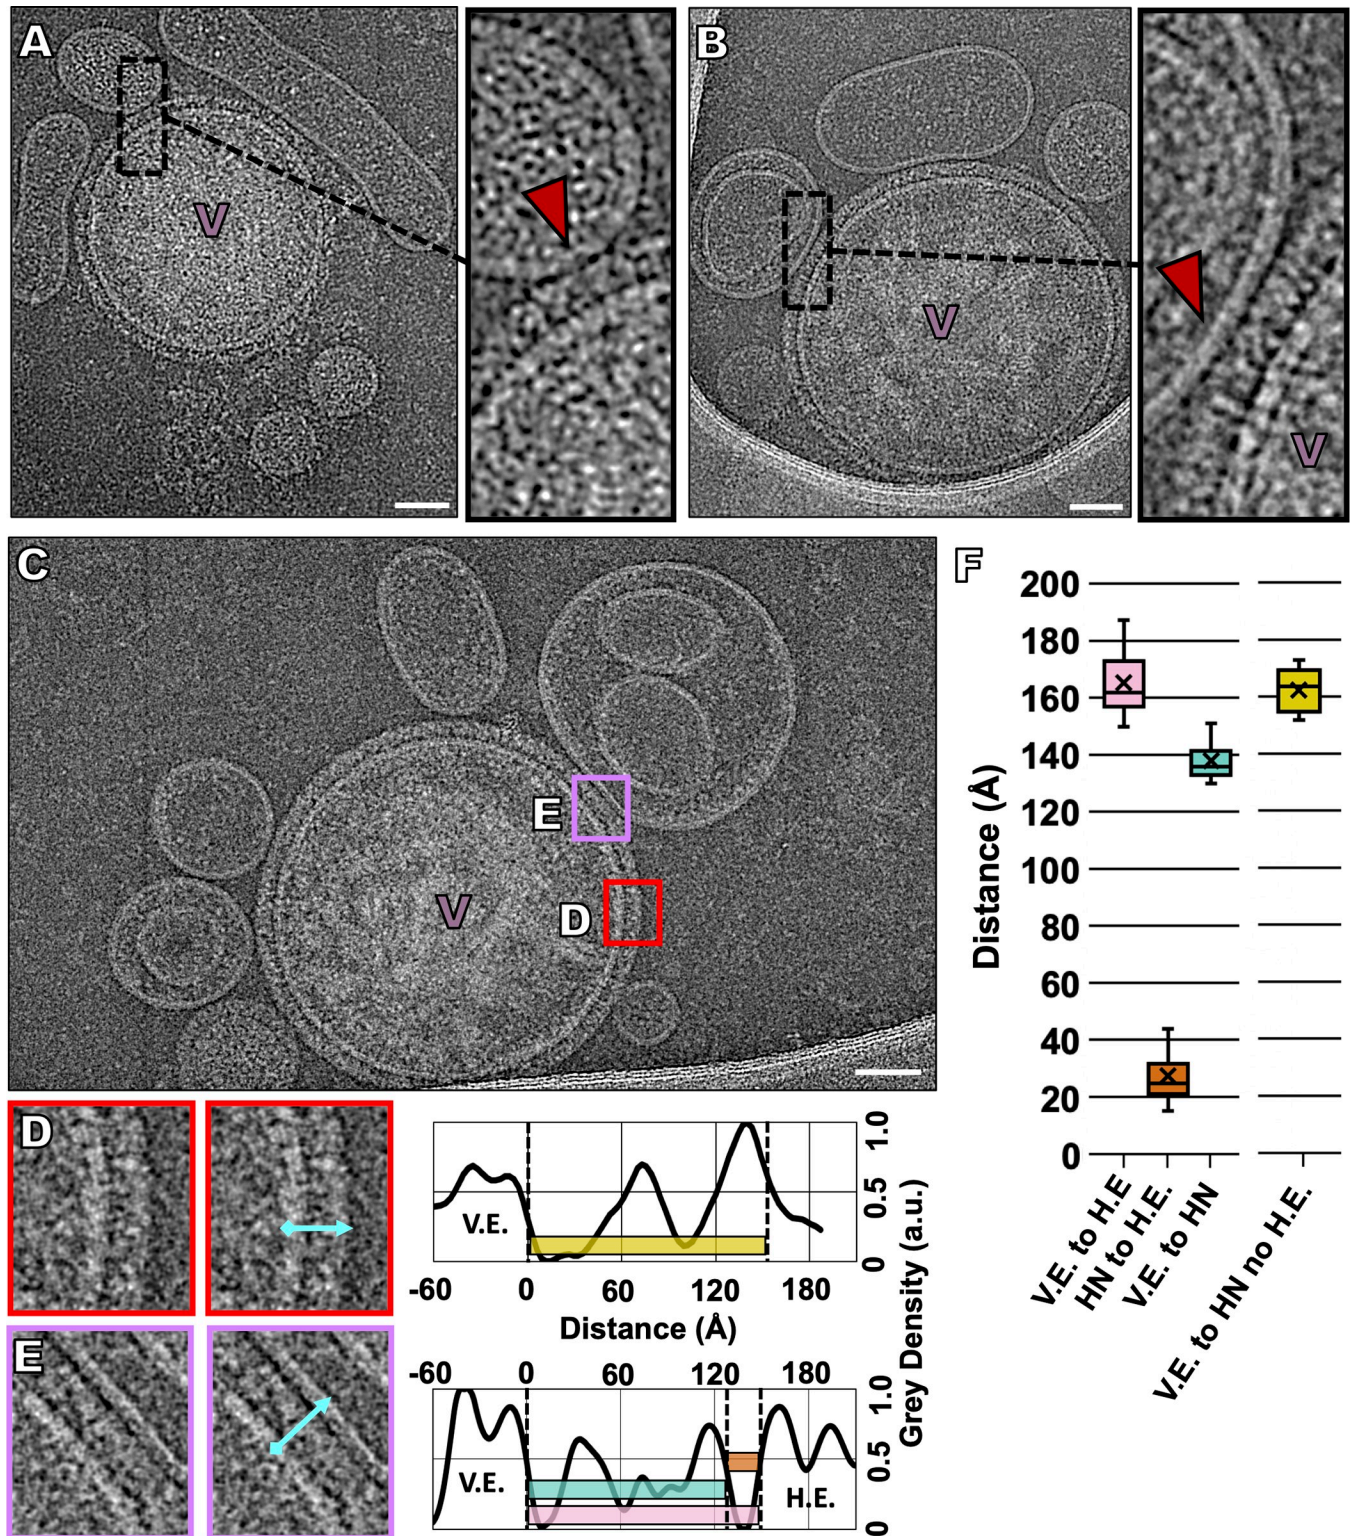 A
V
B
V
V
C
E
V
D
F
200
180
160
140
120
100
80
60
40
20
0
Distance (Å)
V.E. to H.E
HN to H.E.
V.E. to HN
V.E. to HN no H.E.
D
V.E.
1.0
0.5
0
-60 0 60 120 180
Distance (Å)
Grey Density (a.u.)
E
-60 0 60 120 180
V.E.
H.E.
1.0
0.5
0